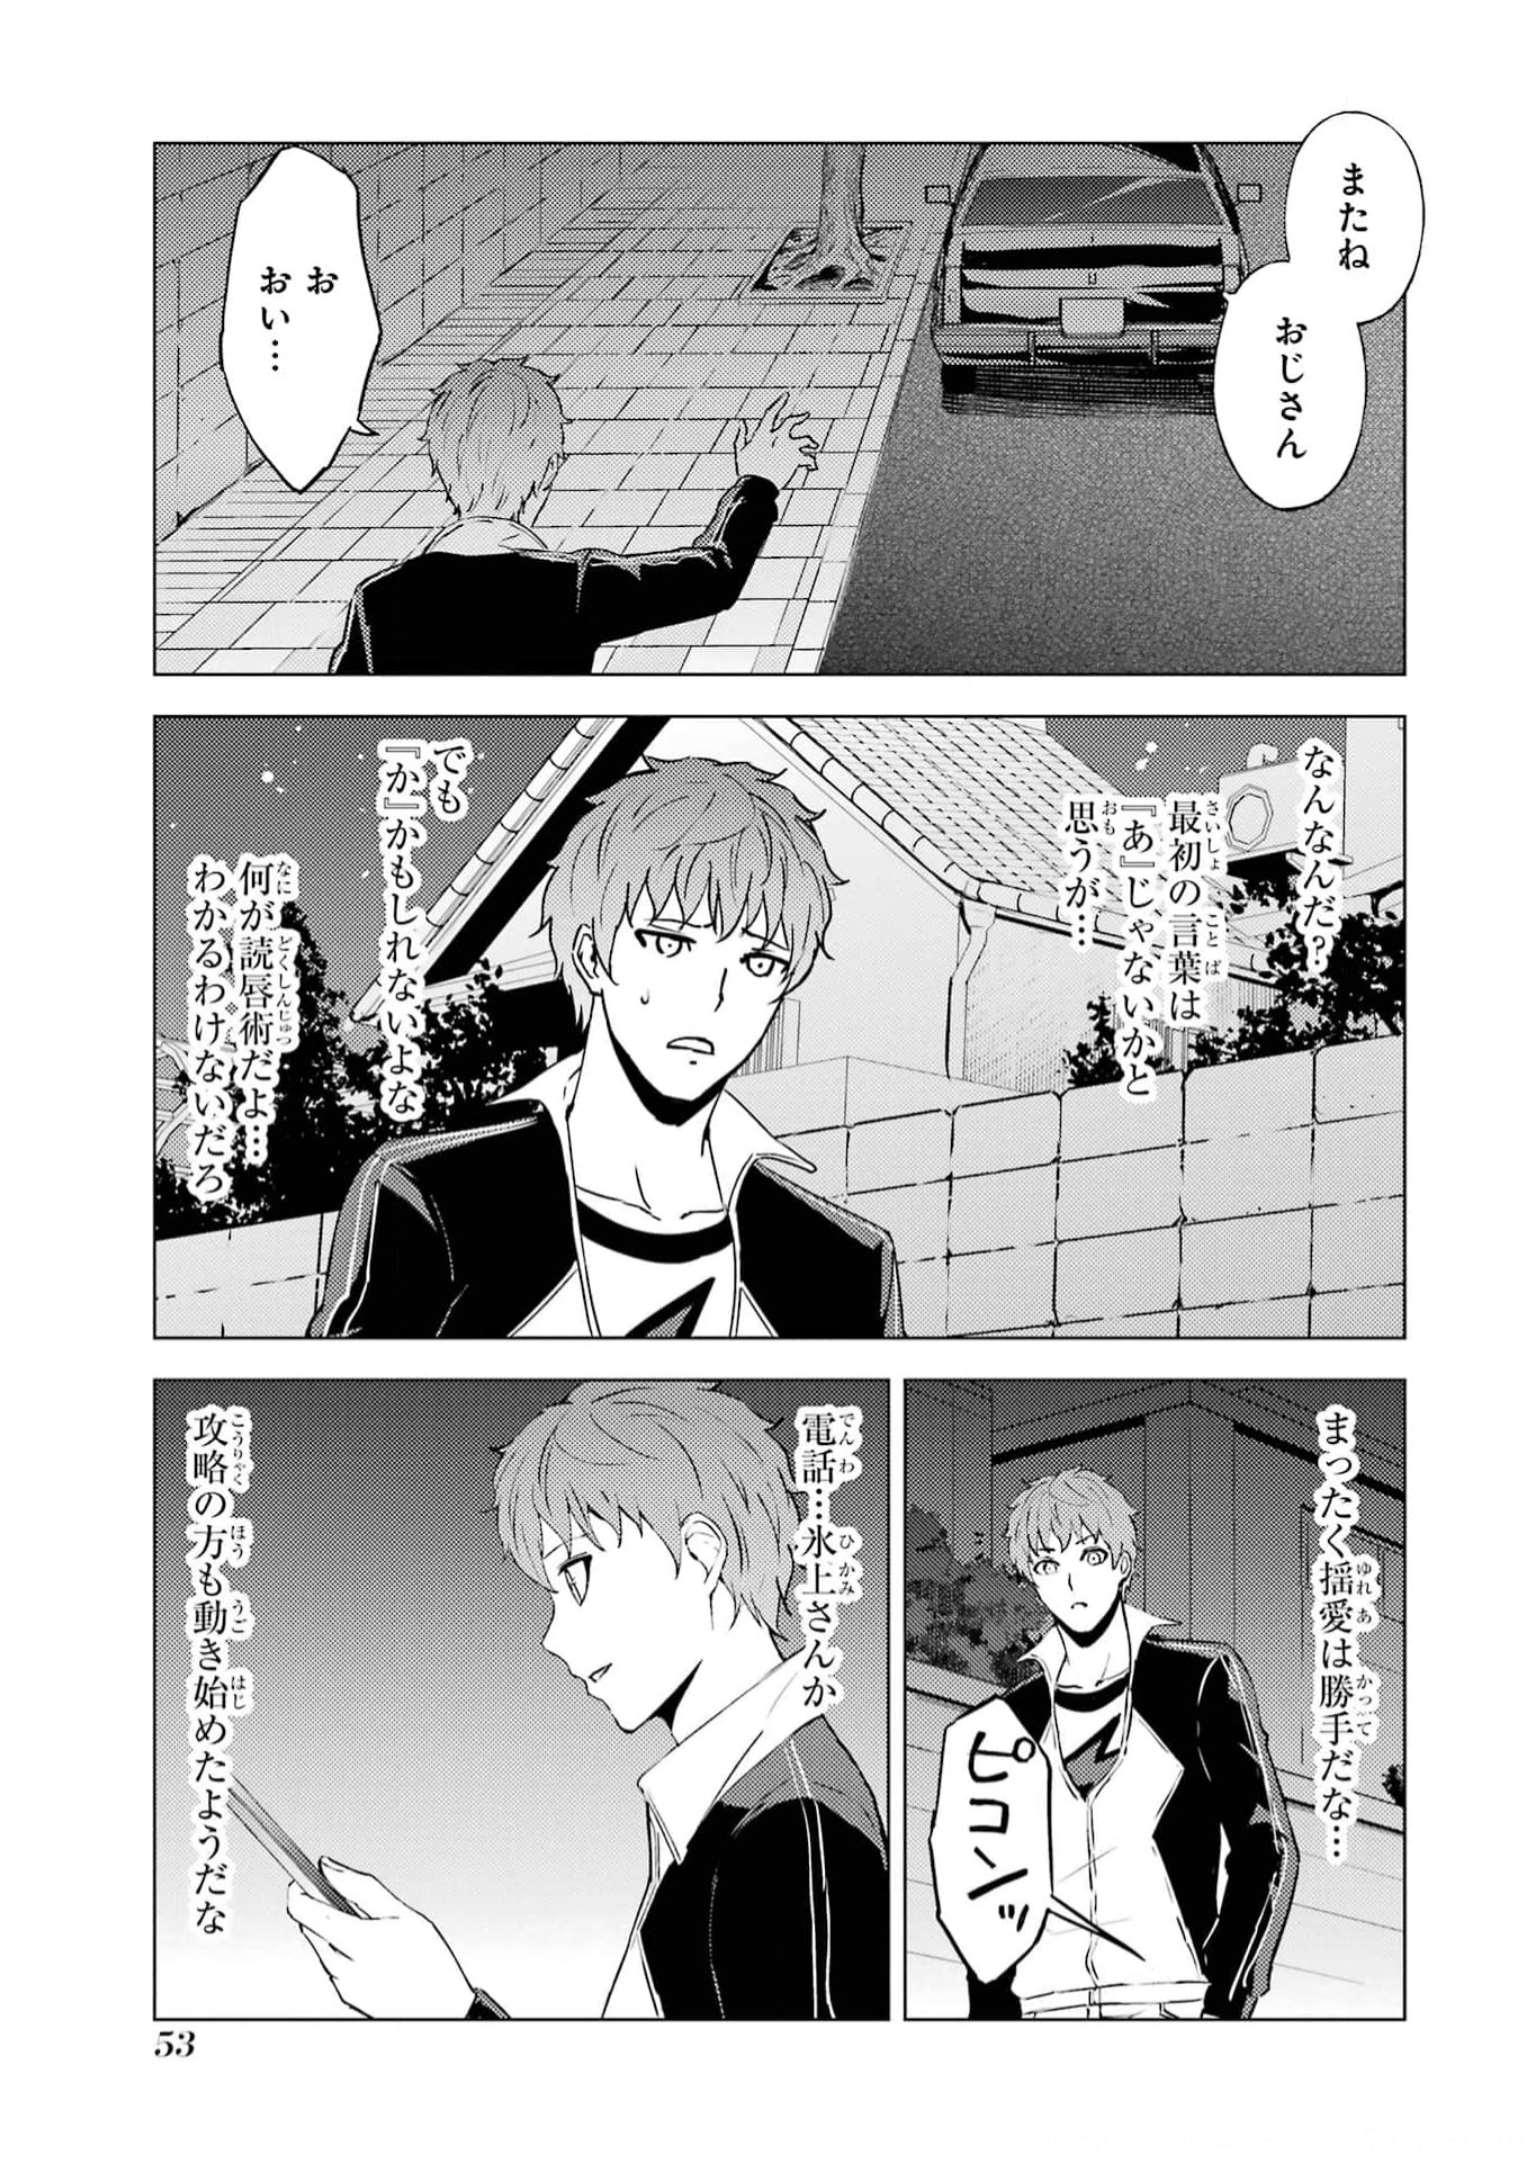 またね
おじさん
お
おい…
なんなんだ?
最初の言葉は
『あ』じゃないかと
思うが…
でも
『か』かもしれないよな
何が読唇術だよ…
わかるわけないだろ
まったく揺愛は勝手だな…
ピコンッ
電話…氷上さんか
攻略の方も動き始めたようだな
53